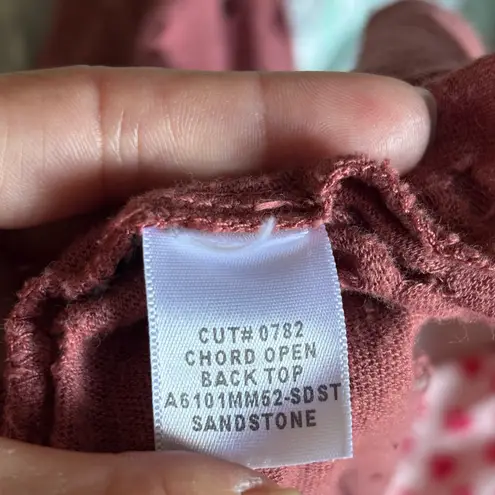 CUT# 0782
CHORD OPEN
BACK TOP
A6101MM52-SDST
SANDSTONE